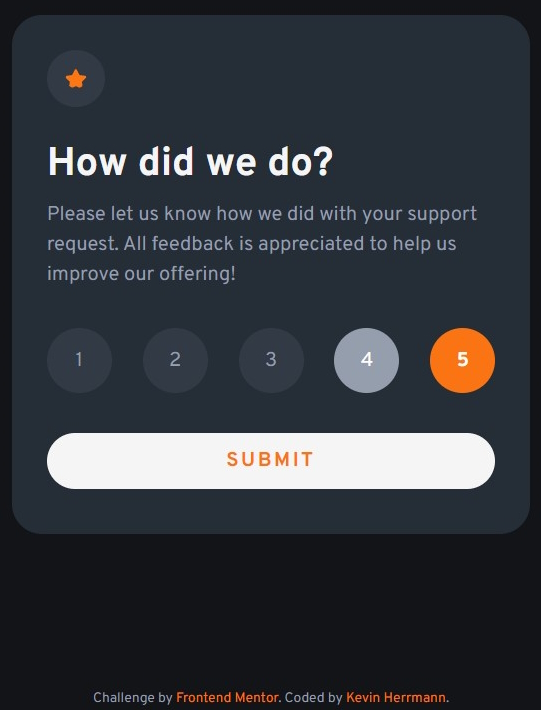 How did we do?
Please let us know how we did with your support
request. All feedback is appreciated to help us
improve our offering!
1 2 3 4 5
SUBMIT
Challenge by Frontend Mentor. Coded by Kevin Herrmann.